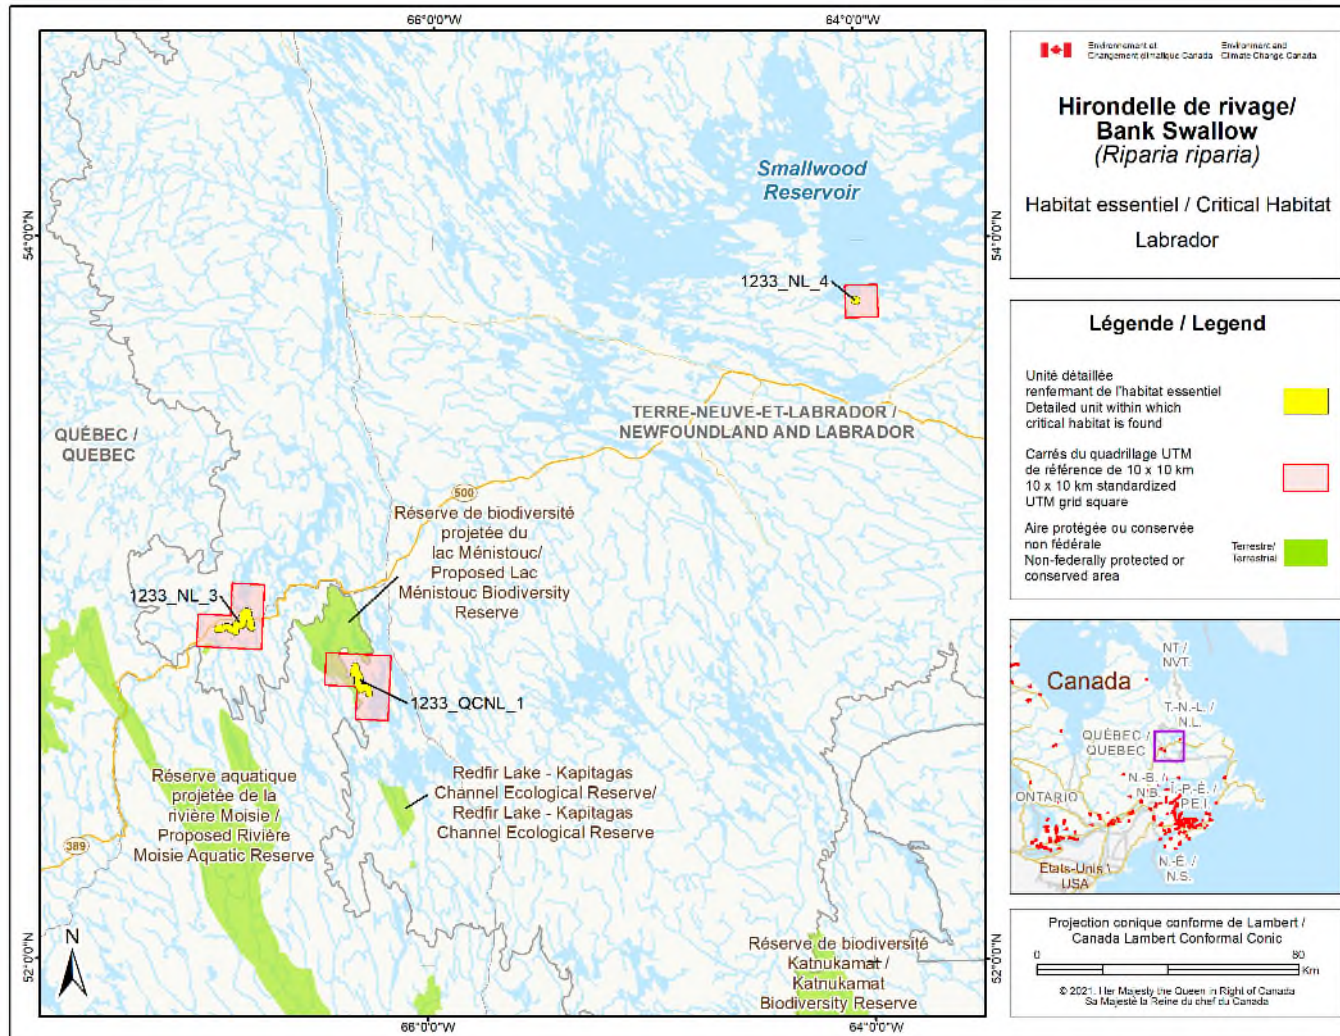 66°0'0"W
64°0'0"W
54°0'0"N
54°0'0"N
52°0'0"N
52°0'0"N
66°0'0"W
64°0'0"W
Smallwood
Reservoir
1233_NL_4
TERRE-NEUVE-ET-LABRADOR /
NEWFOUNDLAND AND LABRADOR
QUÉBEC /
QUEBEC
500
Réserve de biodiversité
projetée du
lac Ménistouc/
Proposed Lac
Ménistouc Biodiversity
Reserve
1233_NL_3
1233_QCNL_1
Réserve aquatique
projetée de la
rivière Moisie /
Proposed Rivière
Moisie Aquatic Reserve
389
Redfir Lake - Kapitagas
Channel Ecological Reserve/
Redfir Lake - Kapitagas
Channel Ecological Reserve
Réserve de biodiversité
Katnukamat /
Katnukamat
Biodiversity Reserve
N
Environnement et
Changement climatique Canada
Environment and
Climate Change Canada
Hirondelle de rivage/
Bank Swallow
(Riparia riparia)
Habitat essentiel / Critical Habitat
Labrador
Légende / Legend
Unité détaillée
renfermant de l'habitat essentiel
Detailed unit within which
critical habitat is found
Carrés du quadrillage UTM
de référence de 10 x 10 km
10 x 10 km standardized
UTM grid square
Aire protégée ou conservée
non fédérale
Non-federally protected or
conserved area
Terrestre/
Terrestrial
NT /
NVT.
Canada
T.-N.-L. /
N.L.
QUÉBEC /
QUEBEC
N.-B. /
N.B.
Î.-P.-É. /
P.E.I.
ONTARIO
N.-É. /
N.S.
États-Unis /
USA
Projection conique conforme de Lambert /
Canada Lambert Conformal Conic
0
80
Km
© 2021. Her Majesty the Queen in Right of Canada
Sa Majesté la Reine du chef du Canada